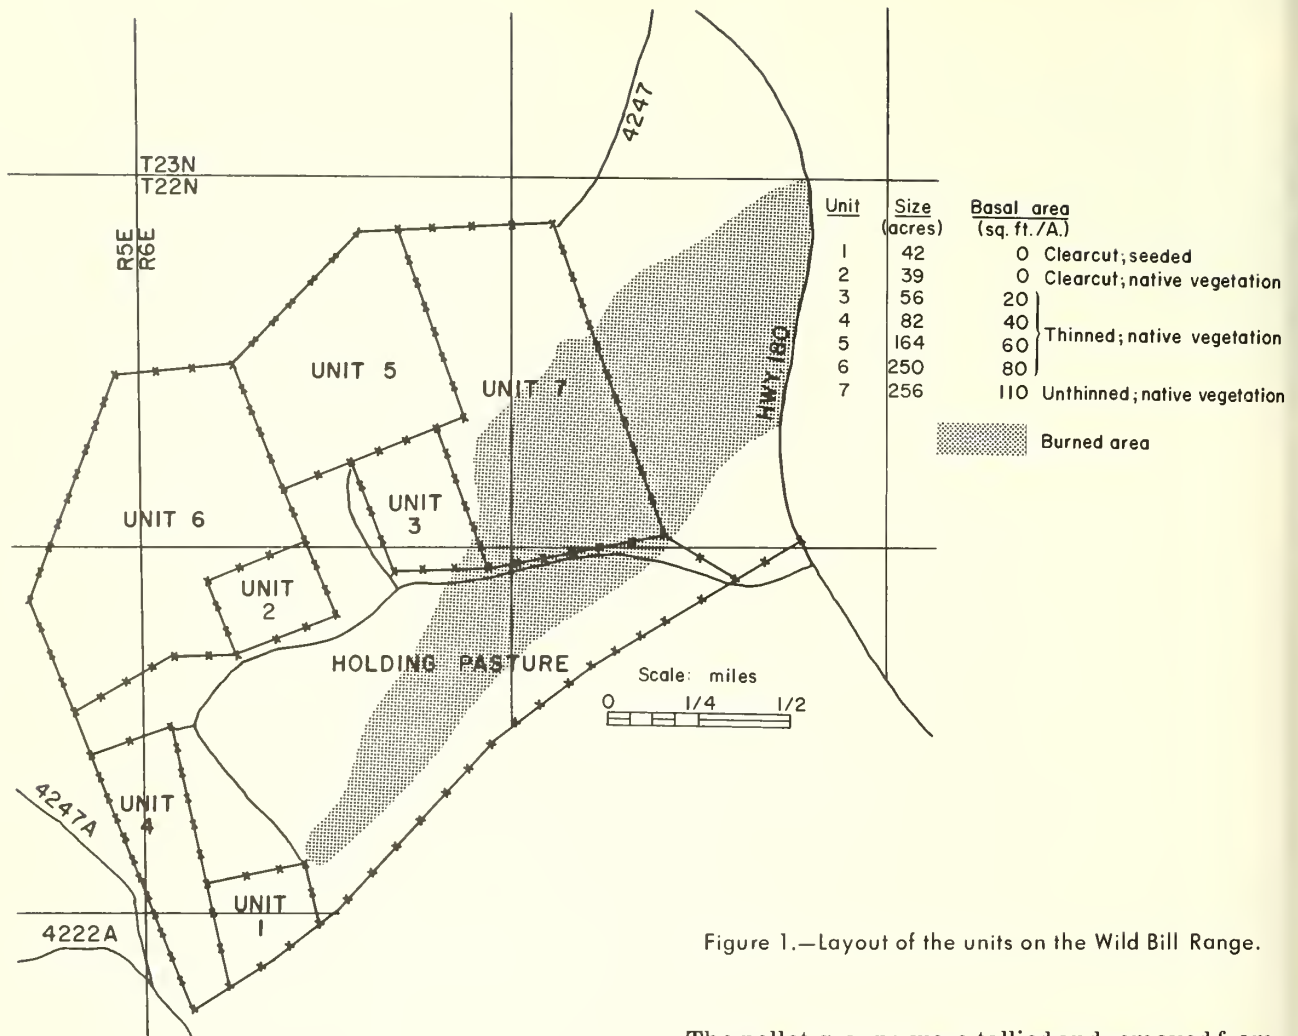 4247
T23N
T22N
R5E
R6E
Unit Size Basal area
(acres) (sq. ft./A.)
1 42 0 Clearcut; seeded
2 39 0 Clearcut; native vegetation
3 56 20
4 82 40
Thinned; native vegetation
5 164 60
6 250 80
7 256 110 Unthinned; native vegetation
Burned area
HWY. 180
UNIT 5
UNIT 7
UNIT 3
UNIT 6
UNIT 2
HOLDING PASTURE
Scale: miles
0 1/4 1/2
4247A
UNIT 4
UNIT 1
4222A
Figure 1.—Layout of the units on the Wild Bill Range.